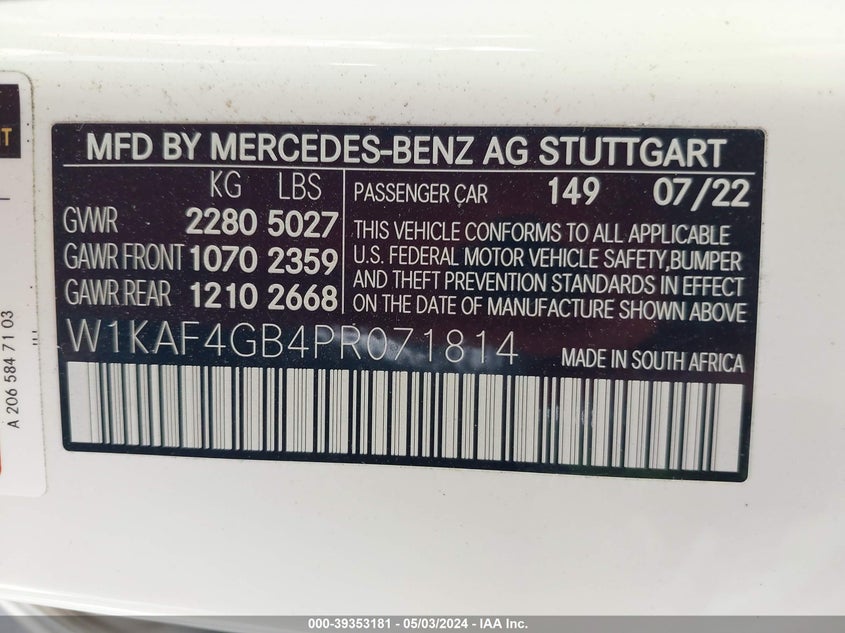 MFD BY MERCEDES-BENZ AG STUTTGART
KG LBS
GVWR 2280 5027
GAWR FRONT 1070 2359
GAWR REAR 1210 2668
PASSENGER CAR 149 07/22
THIS VEHICLE CONFORMS TO ALL APPLICABLE
U.S. FEDERAL MOTOR VEHICLE SAFETY,BUMPER
AND THEFT PREVENTION STANDARDS IN EFFECT
ON THE DATE OF MANUFACTURE SHOWN ABOVE
W1KAF4GB4PR071814
MADE IN SOUTH AFRICA
A 206 584 71 03
000-39353181 - 05/03/2024 - IAA Inc.